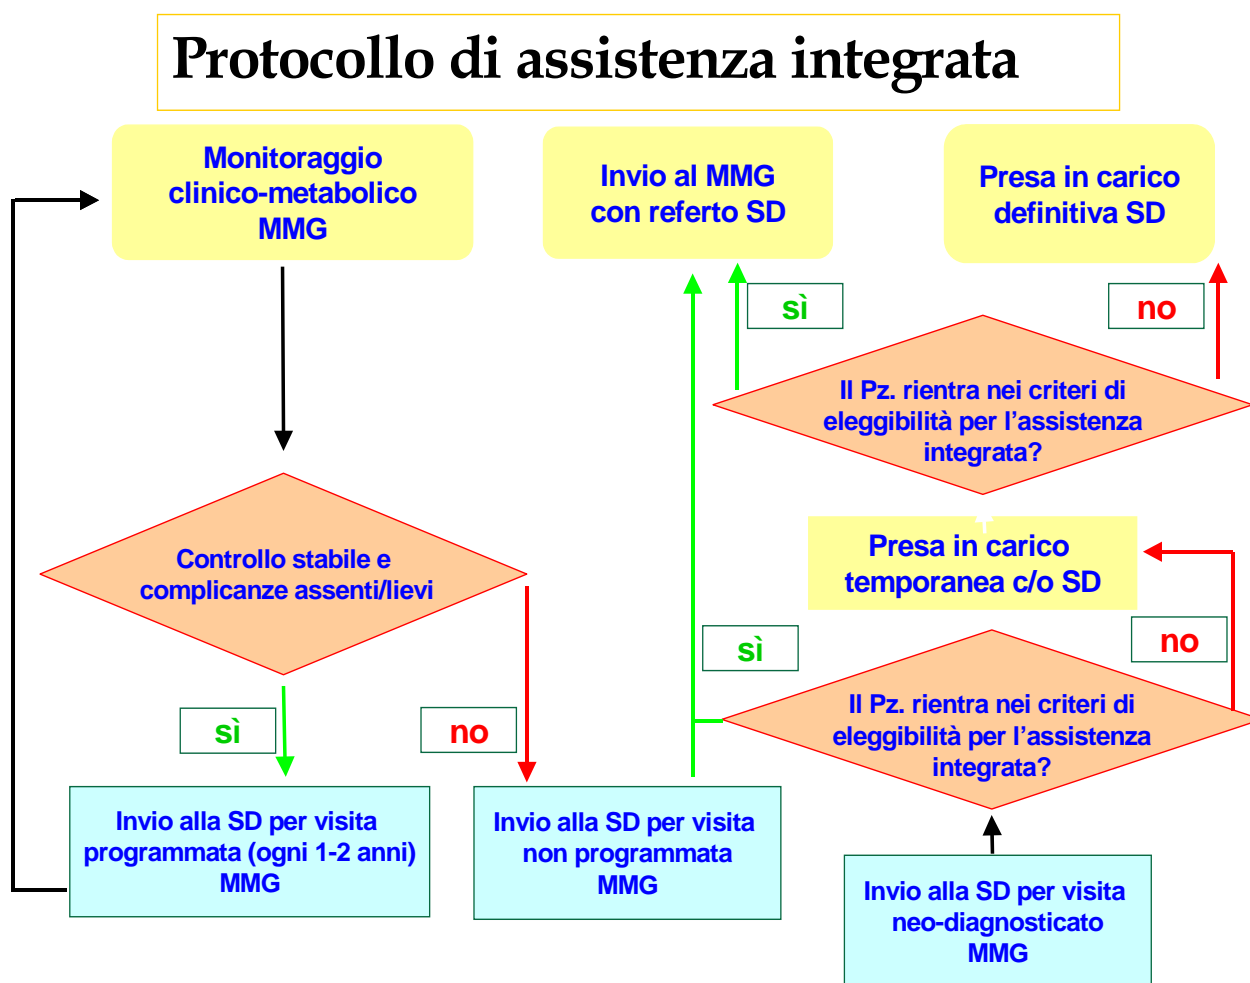 Protocollo di assistenza integrata
Monitoraggio
clinico-metabolico
MMG
Invio al MMG
con referto SD
Presa in carico
definitiva SD
sì
no
Il Pz. rientra nei criteri di
eleggibilità per l’assistenza
integrata?
Controllo stabile e
complicanze assenti/lievi
Presa in carico
temporanea c/o SD
sì
no
sì
no
Il Pz. rientra nei criteri di
eleggibilità per l’assistenza
integrata?
Invio alla SD per visita
programmata (ogni 1-2 anni)
MMG
Invio alla SD per visita
non programmata
MMG
Invio alla SD per visita
neo-diagnosticato
MMG